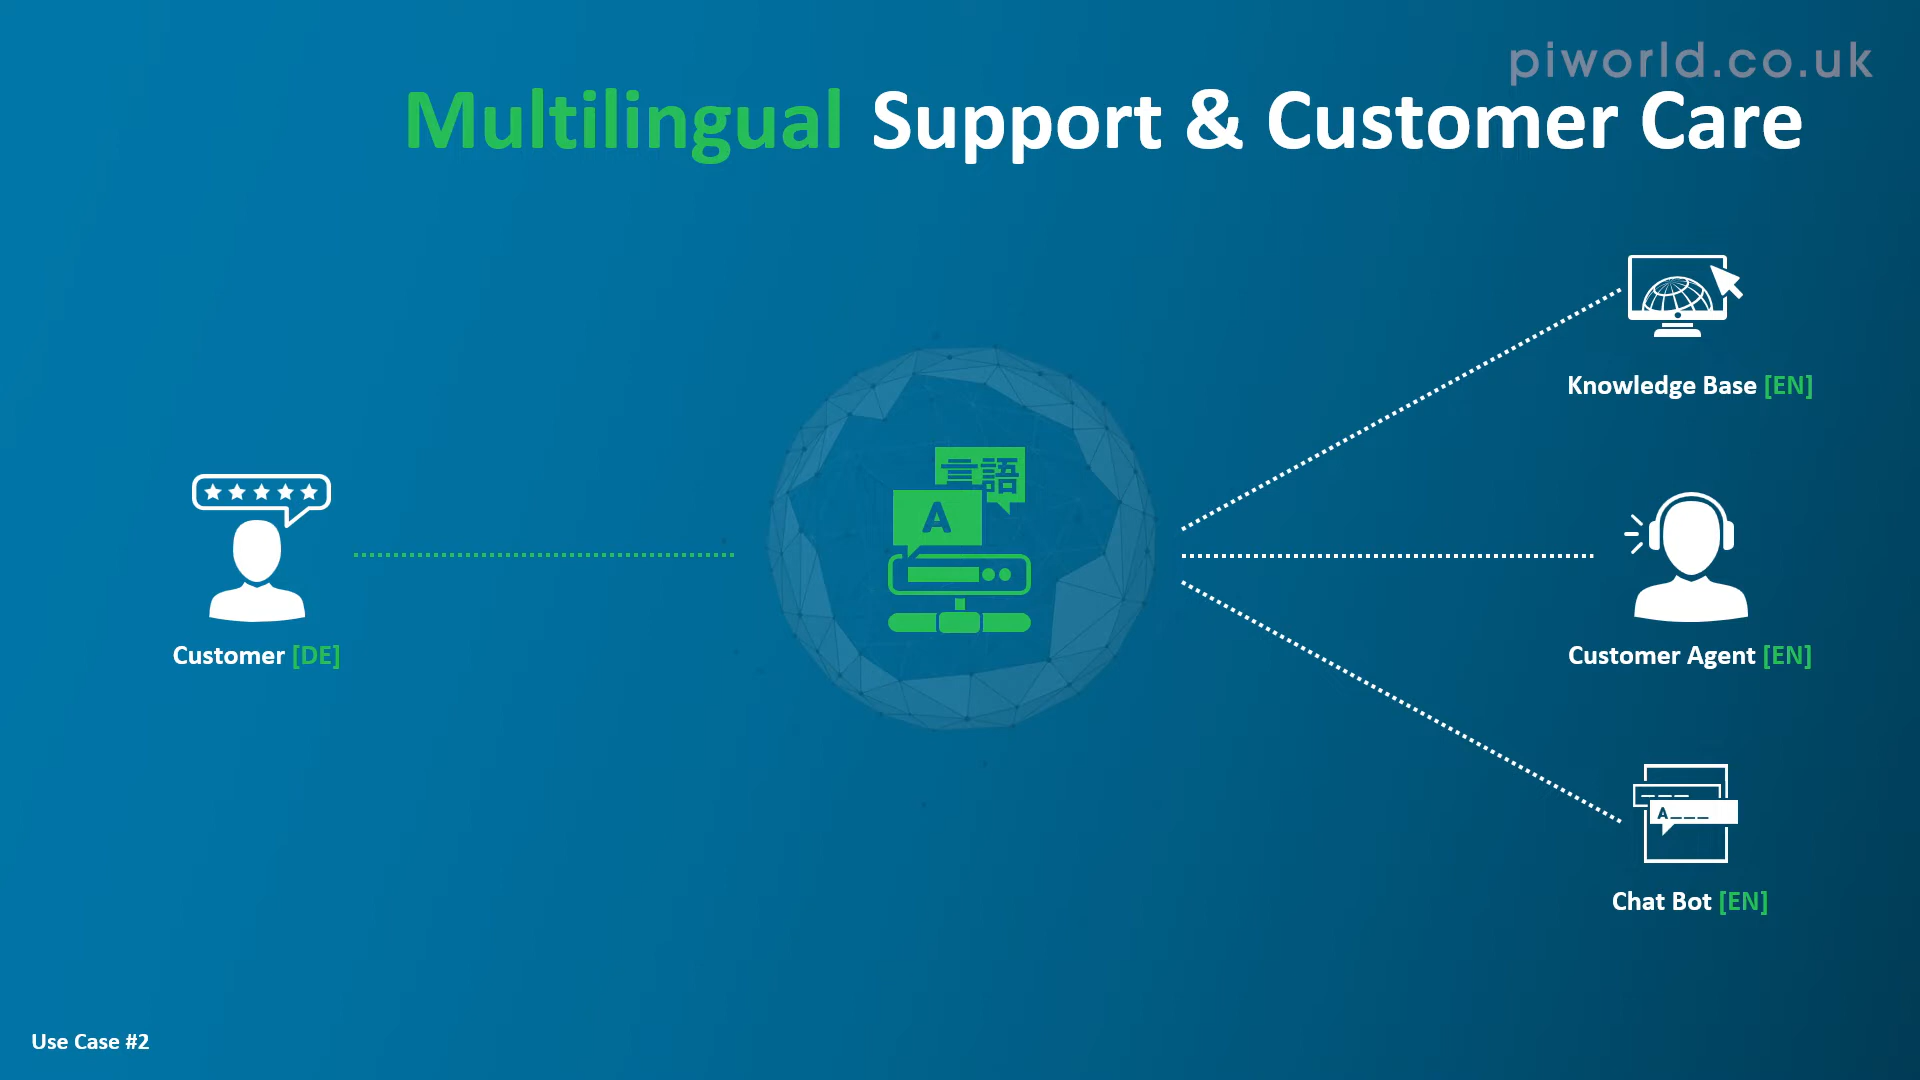 piworld.co.uk
Multilingual Support & Customer Care
Knowledge Base [EN]
言語
A
Customer [DE]
Customer Agent [EN]
A
Chat Bot [EN]
Use Case #2